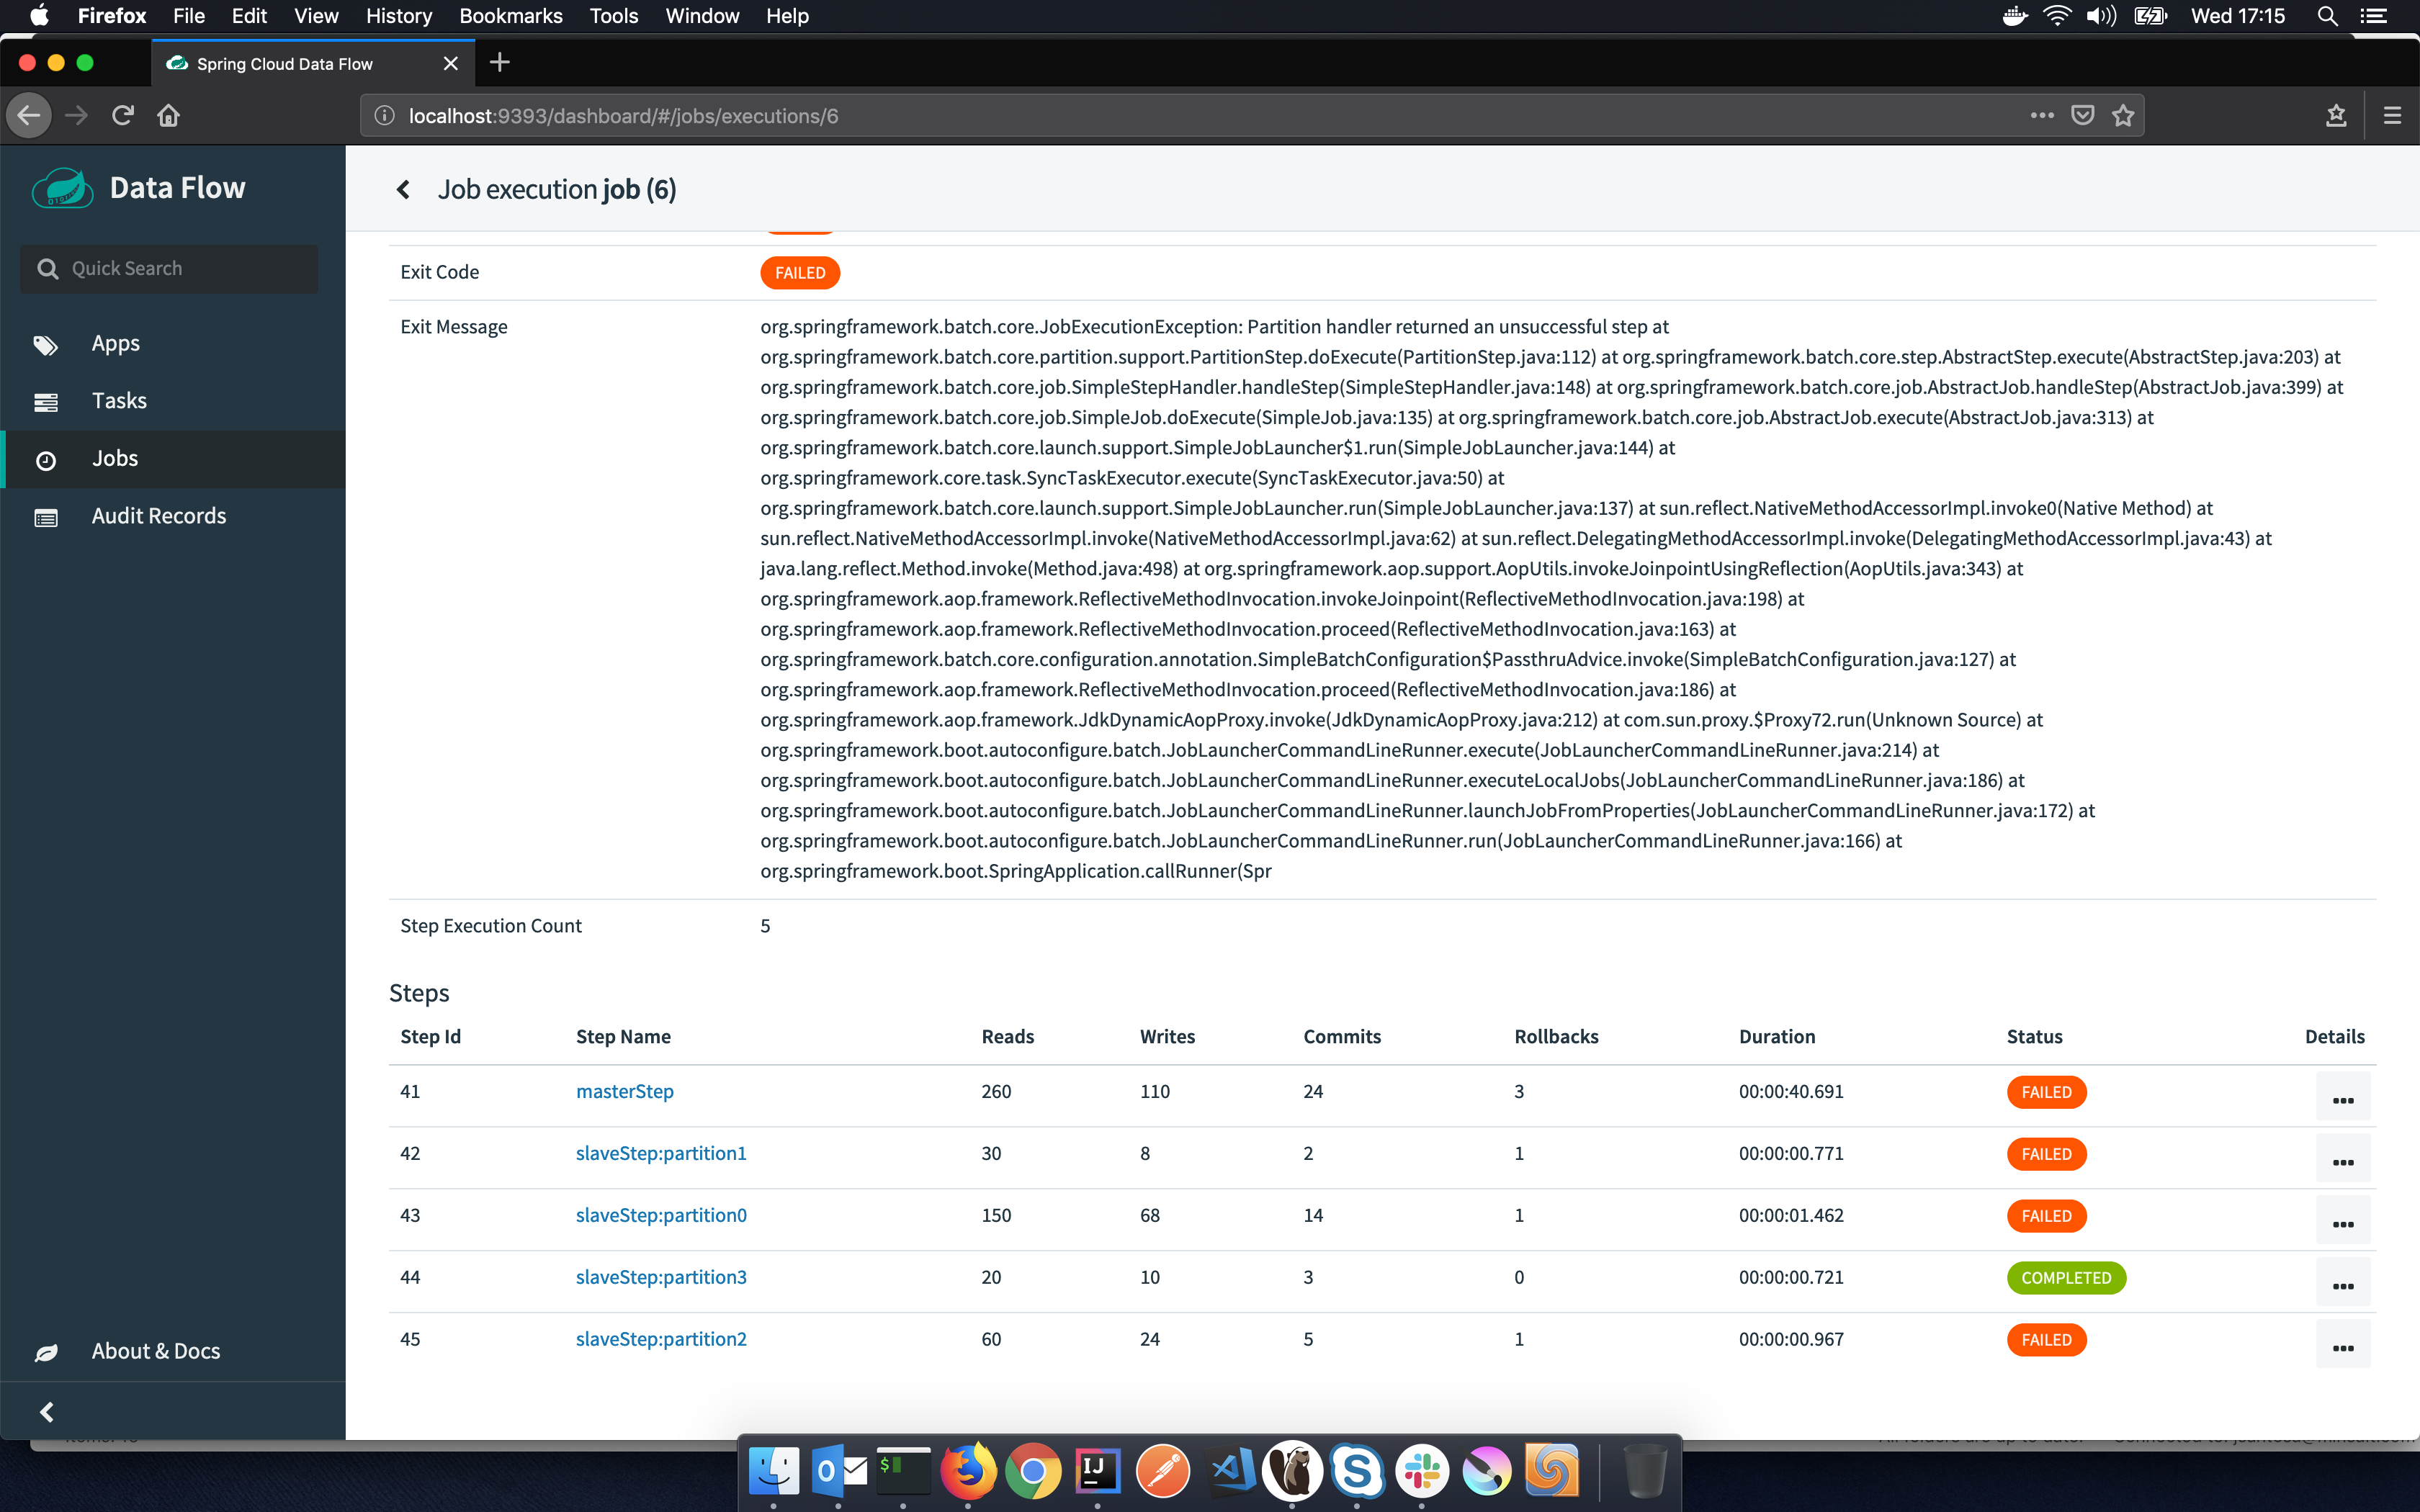 Firefox File Edit View History Bookmarks Tools Window Help Wed 17:15
Spring Cloud Data Flow
localhost:9393/dashboard/#/jobs/executions/6
Data Flow
Quick Search
Apps
Tasks
Jobs
Audit Records
About & Docs
Job execution job (6)
Exit Code FAILED
Exit Message
org.springframework.batch.core.JobExecutionException: Partition handler returned an unsuccessful step at
org.springframework.batch.core.partition.support.PartitionStep.doExecute(PartitionStep.java:112) at org.springframework.batch.core.step.AbstractStep.execute(AbstractStep.java:203) at
org.springframework.batch.core.job.SimpleStepHandler.handleStep(SimpleStepHandler.java:148) at org.springframework.batch.core.job.AbstractJob.handleStep(AbstractJob.java:399) at
org.springframework.batch.core.job.SimpleJob.doExecute(SimpleJob.java:135) at org.springframework.batch.core.job.AbstractJob.execute(AbstractJob.java:313) at
org.springframework.batch.core.launch.support.SimpleJobLauncher$1.run(SimpleJobLauncher.java:144) at
org.springframework.core.task.SyncTaskExecutor.execute(SyncTaskExecutor.java:50) at
org.springframework.batch.core.launch.support.SimpleJobLauncher.run(SimpleJobLauncher.java:137) at sun.reflect.NativeMethodAccessorImpl.invoke0(Native Method) at
sun.reflect.NativeMethodAccessorImpl.invoke(NativeMethodAccessorImpl.java:62) at sun.reflect.DelegatingMethodAccessorImpl.invoke(DelegatingMethodAccessorImpl.java:43) at
java.lang.reflect.Method.invoke(Method.java:498) at org.springframework.aop.support.AopUtils.invokeJoinpointUsingReflection(AopUtils.java:343) at
org.springframework.aop.framework.ReflectiveMethodInvocation.invokeJoinpoint(ReflectiveMethodInvocation.java:198) at
org.springframework.aop.framework.ReflectiveMethodInvocation.proceed(ReflectiveMethodInvocation.java:163) at
org.springframework.batch.core.configuration.annotation.SimpleBatchConfiguration$PassthruAdvice.invoke(SimpleBatchConfiguration.java:127) at
org.springframework.aop.framework.ReflectiveMethodInvocation.proceed(ReflectiveMethodInvocation.java:186) at
org.springframework.aop.framework.JdkDynamicAopProxy.invoke(JdkDynamicAopProxy.java:212) at com.sun.proxy.$Proxy72.run(Unknown Source) at
org.springframework.boot.autoconfigure.batch.JobLauncherCommandLineRunner.execute(JobLauncherCommandLineRunner.java:214) at
org.springframework.boot.autoconfigure.batch.JobLauncherCommandLineRunner.executeLocalJobs(JobLauncherCommandLineRunner.java:186) at
org.springframework.boot.autoconfigure.batch.JobLauncherCommandLineRunner.launchJobFromProperties(JobLauncherCommandLineRunner.java:172) at
org.springframework.boot.autoconfigure.batch.JobLauncherCommandLineRunner.run(JobLauncherCommandLineRunner.java:166) at
org.springframework.boot.SpringApplication.callRunner(Spr
Step Execution Count 5
Steps
Step Id Step Name Reads Writes Commits Rollbacks Duration Status Details
41 masterStep 260 110 24 3 00:00:40.691 FAILED
42 slaveStep:partition1 30 8 2 1 00:00:00.771 FAILED
43 slaveStep:partition0 150 68 14 1 00:00:01.462 FAILED
44 slaveStep:partition3 20 10 3 0 00:00:00.721 COMPLETED
45 slaveStep:partition2 60 24 5 1 00:00:00.967 FAILED